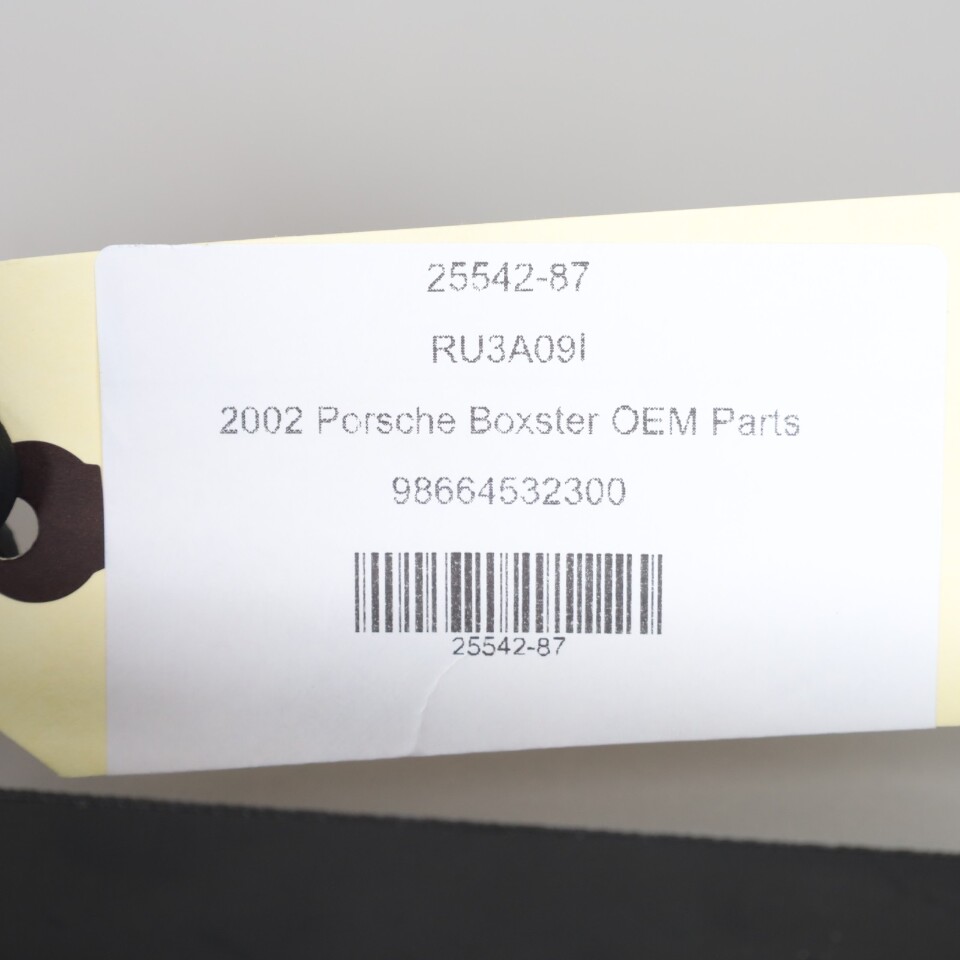 25542-87
RU3A09I
2002 Porsche Boxster OEM Parts
98664532300
25542-87